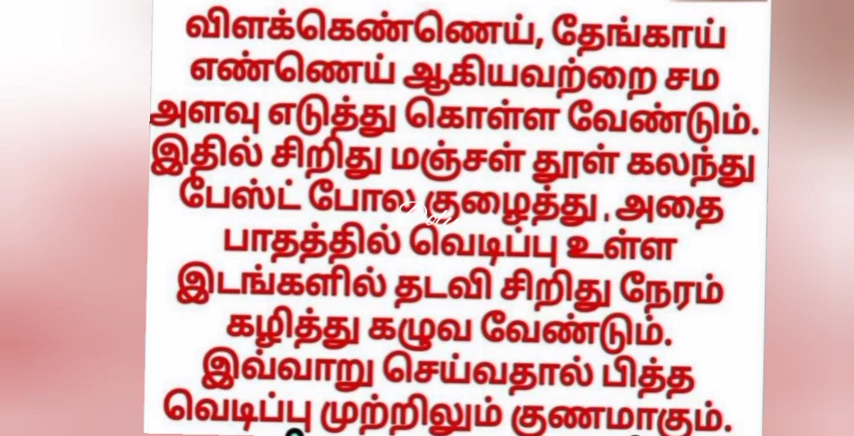 விளக்கெண்ணெய், தேங்காய்
எண்ணெய் ஆகியவற்றை சம
அளவு எடுத்து கொள்ள வேண்டும்.
இதில் சிறிது மஞ்சள் தூள் கலந்து
பேஸ்ட் போல குழைத்து , அதை
பாதத்தில் வெடிப்பு உள்ள
இடங்களில் தடவி சிறிது நேரம்
கழித்து கழுவ வேண்டும்.
இவ்வாறு செய்வதால் பித்த
வெடிப்பு முற்றிலும் குணமாகும்.